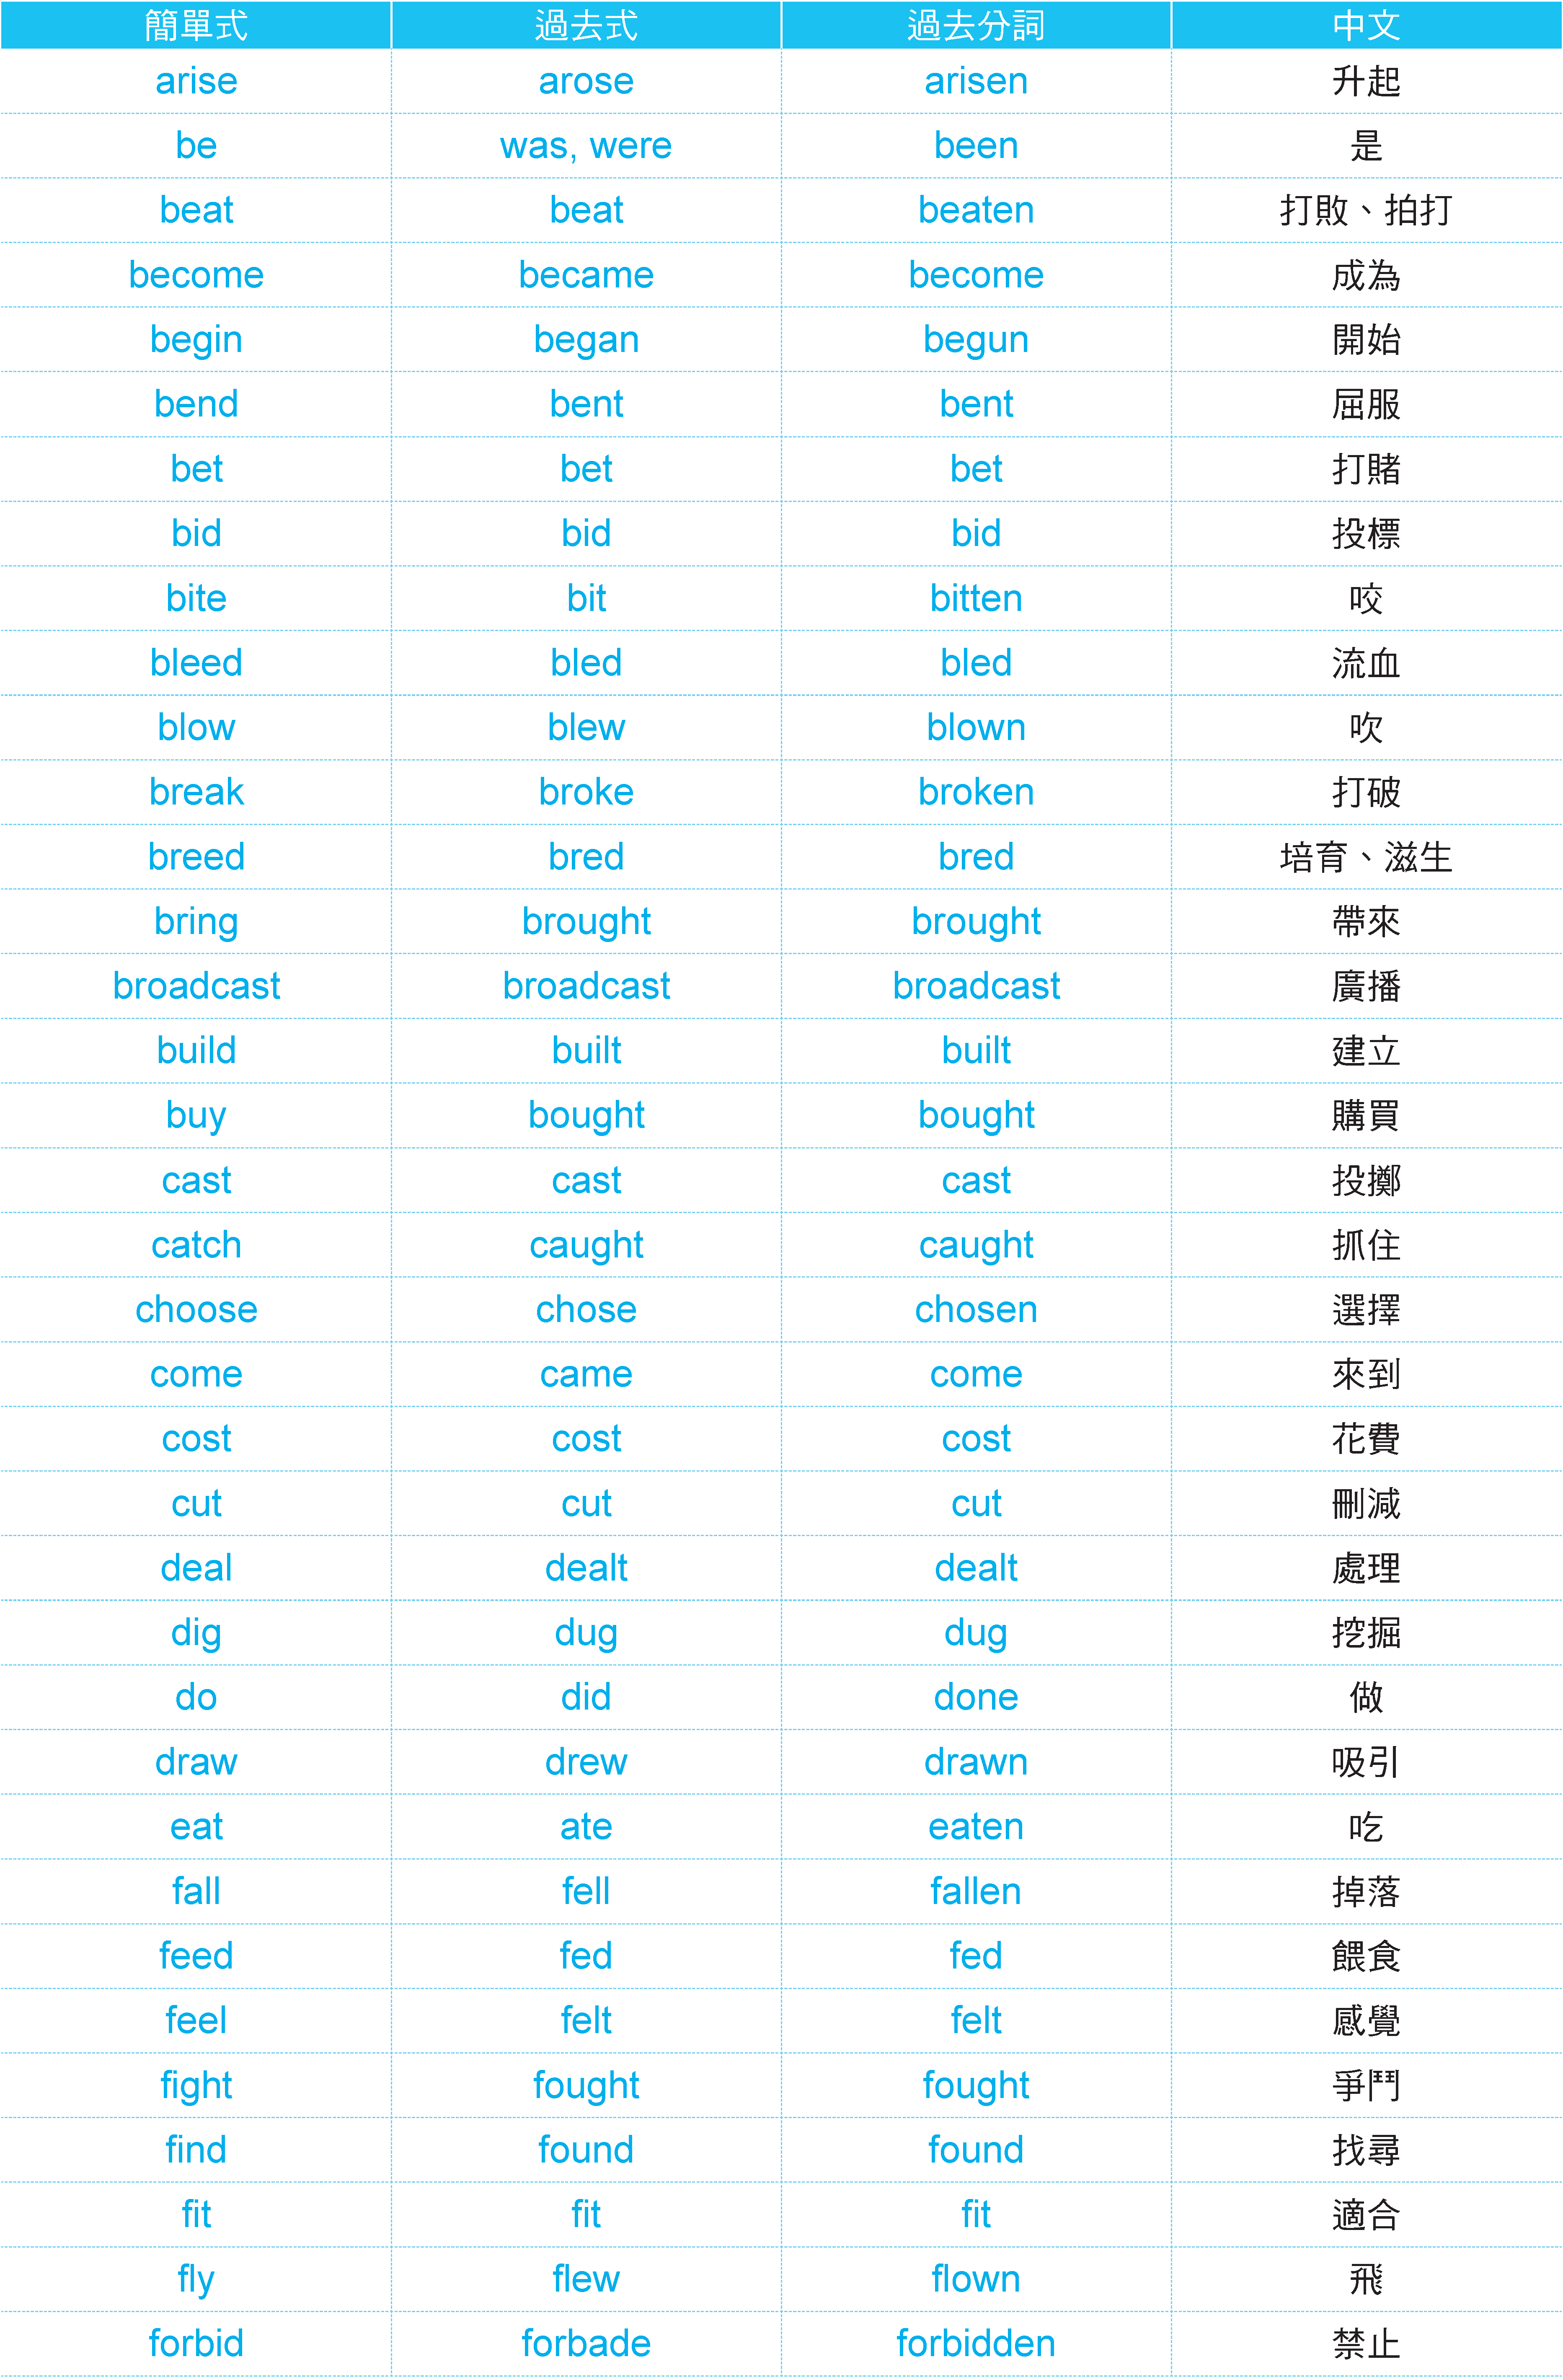 簡單式 過去式 過去分詞 中文
arise arose arisen 升起
be was, were been 是
beat beat beaten 打敗、拍打
become became become 成為
begin began begun 開始
bend bent bent 屈服
bet bet bet 打賭
bid bid bid 投標
bite bit bitten 咬
bleed bled bled 流血
blow blew blown 吹
break broke broken 打破
breed bred bred 培育、滋生
bring brought brought 帶來
broadcast broadcast broadcast 廣播
build built built 建立
buy bought bought 購買
cast cast cast 投擲
catch caught caught 抓住
choose chose chosen 選擇
come came come 來到
cost cost cost 花費
cut cut cut 刪減
deal dealt dealt 處理
dig dug dug 挖掘
do did done 做
draw drew drawn 吸引
eat ate eaten 吃
fall fell fallen 掉落
feed fed fed 餵食
feel felt felt 感覺
fight fought fought 爭鬥
find found found 找尋
fit fit fit 適合
fly flew flown 飛
forbid forbade forbidden 禁止